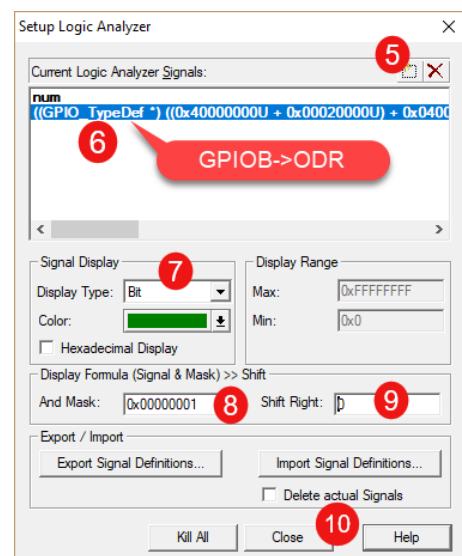 Setup Logic Analyzer
5
Current Logic Analyzer Signals:
num
((GPIO_TypeDef *) ((0x40000000U + 0x00020000U) + 0x0400
6
GPIOB->ODR
Signal Display
7
Display Range
Display Type: Bit
Max: 0xFFFFFFFF
Color:
Min: 0x0
Hexadecimal Display
Display Formula (Signal & Mask) >> Shift
And Mask: 0x00000001
8
Shift Right: 0
9
Export / Import
Export Signal Definitions...
Import Signal Definitions...
Delete actual Signals
10
Kill All
Close
Help